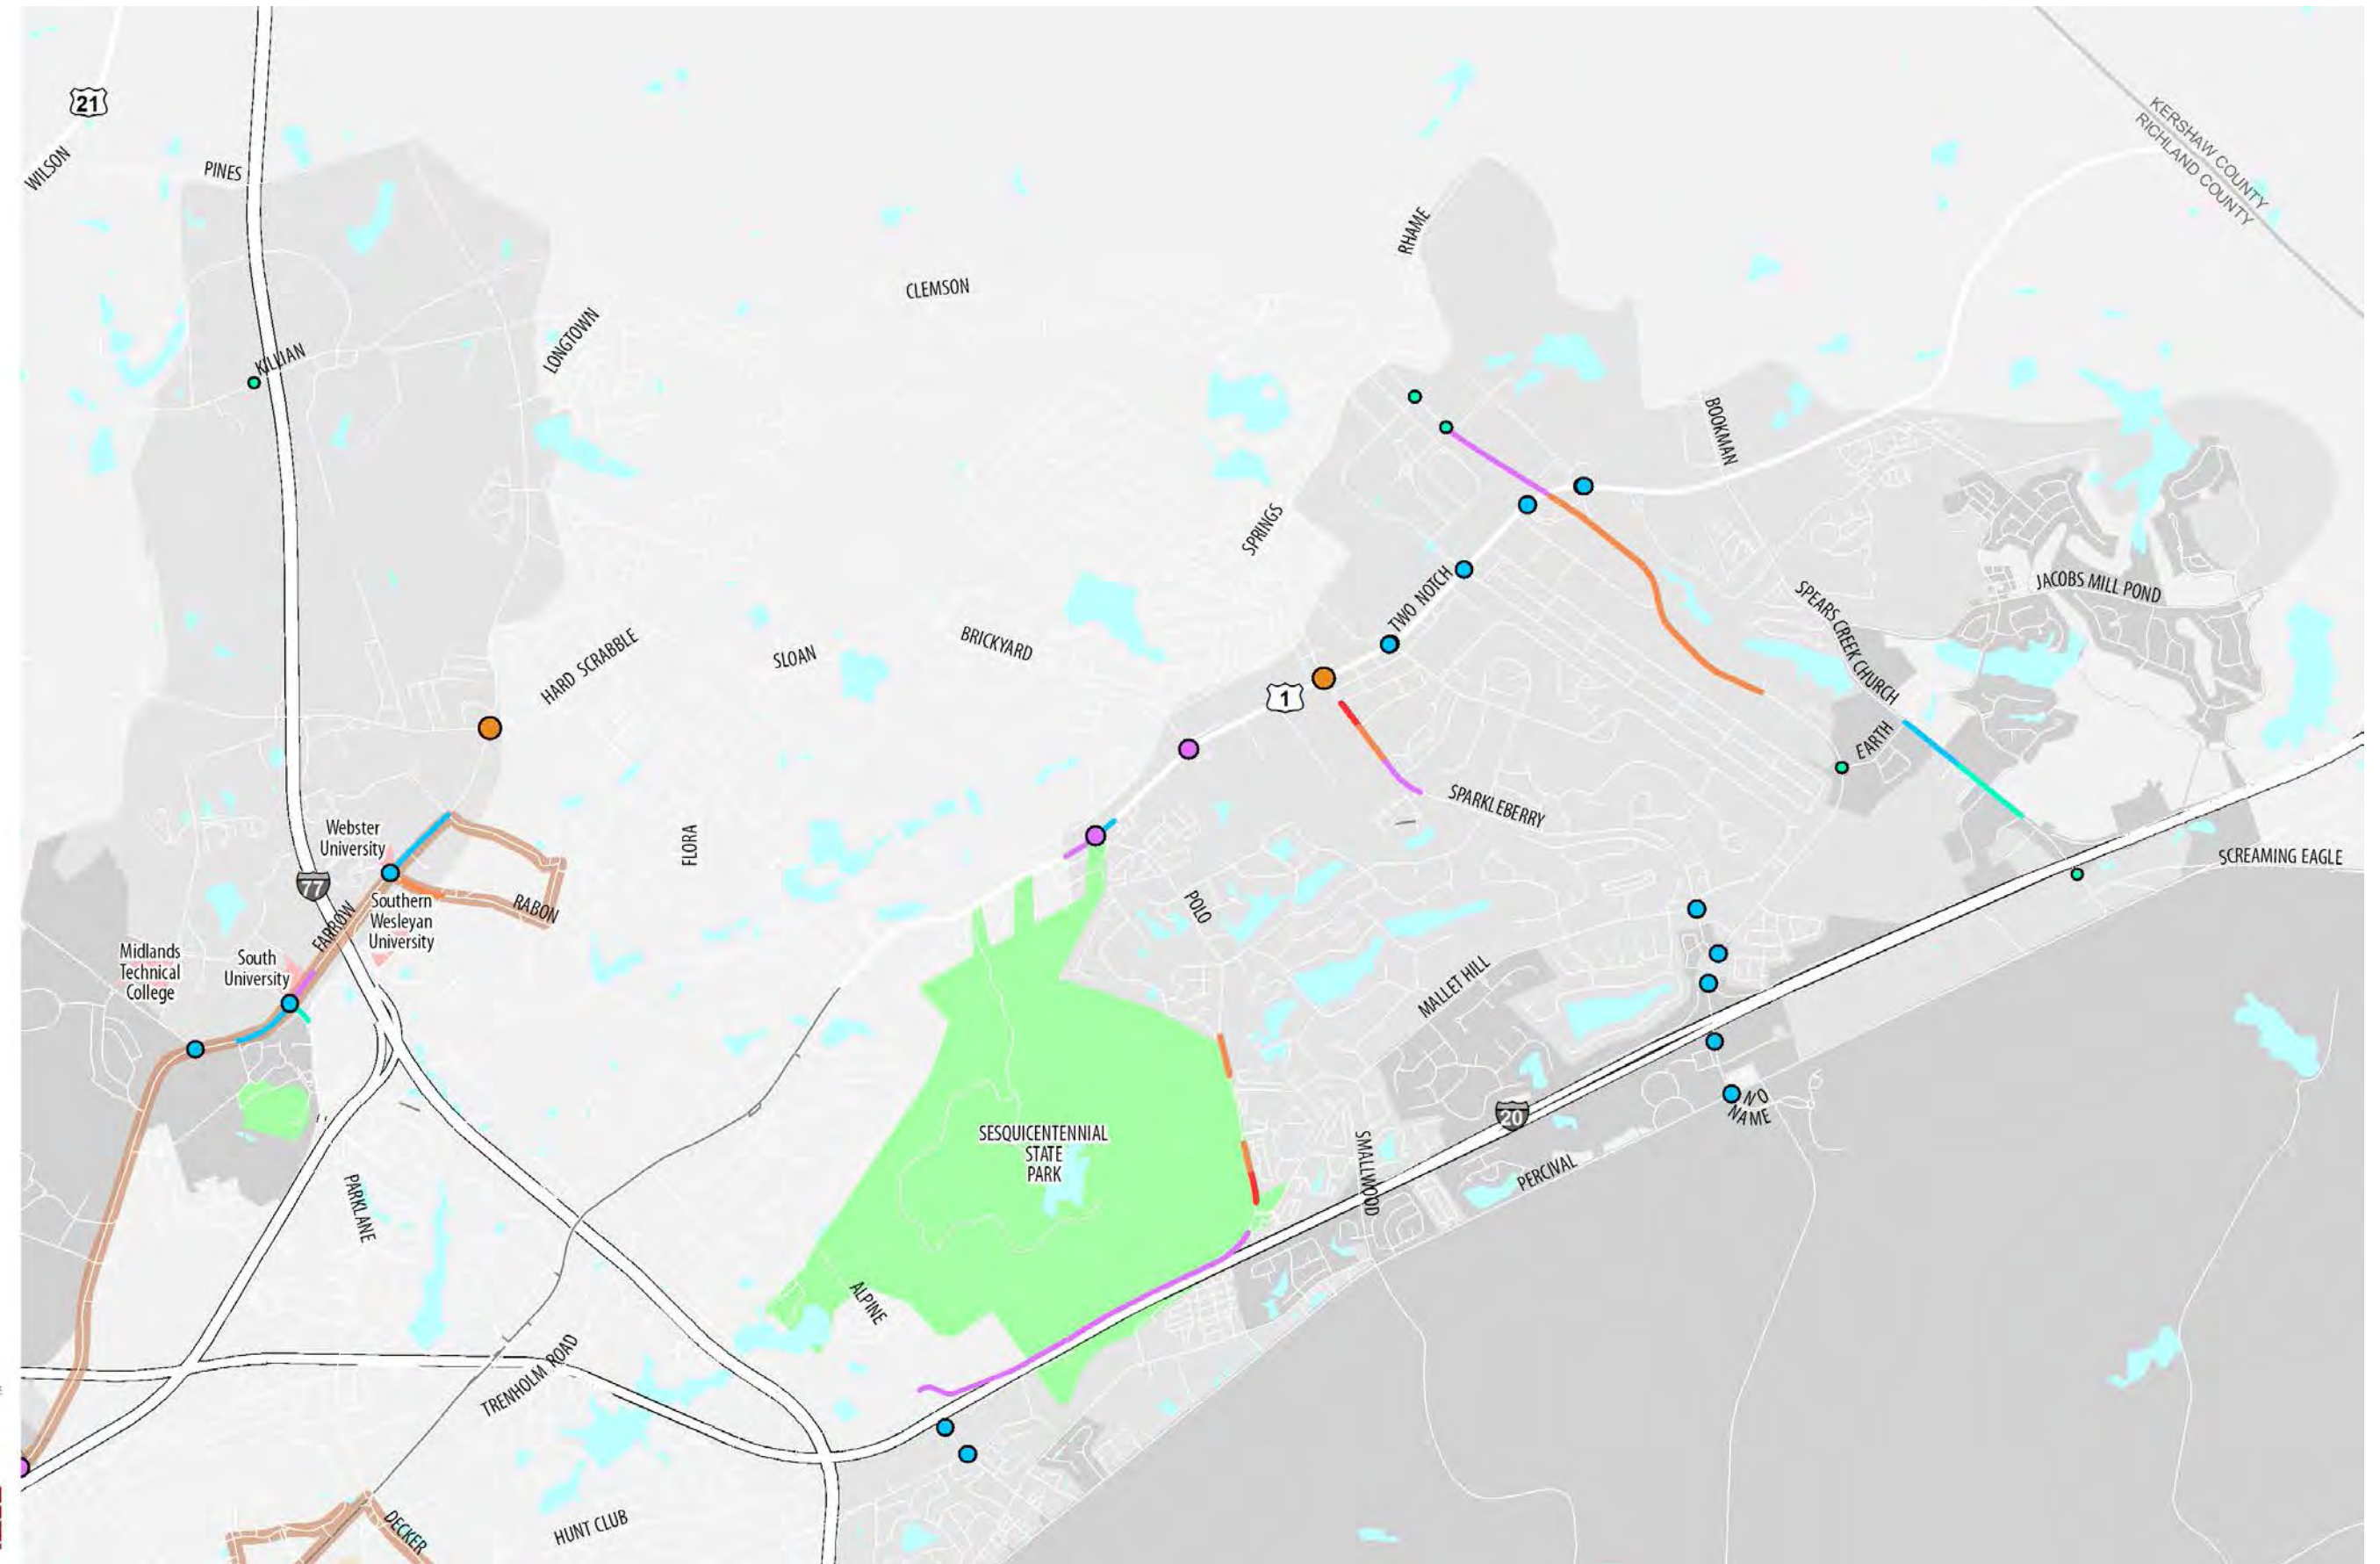 21
WILSON
PINES
KERSHAW COUNTY
RICHLAND COUNTY
RHAME
CLEMSON
LONGTOWN
KILLIAN
BOOKMAN
SPRINGS
TWO NOTCH
JACOBS MILL POND
SPEARS CREEK CHURCH
HARD SCRABBLE
SLOAN
BRICKYARD
1
EARTH
SPARKLEBERRY
Webster
University
FLORA
SCREAMING EAGLE
77
RABON
POLO
Southern
Wesleyan
University
FARROW
Midlands
Technical
College
South
University
MALLET HILL
20
NO
NAME
SESQUICENTENNIAL
STATE
PARK
SMALLWOOD
PERCIVAL
PARKLANE
ALPINE
TRENHOLM ROAD
DECKER
HUNT CLUB